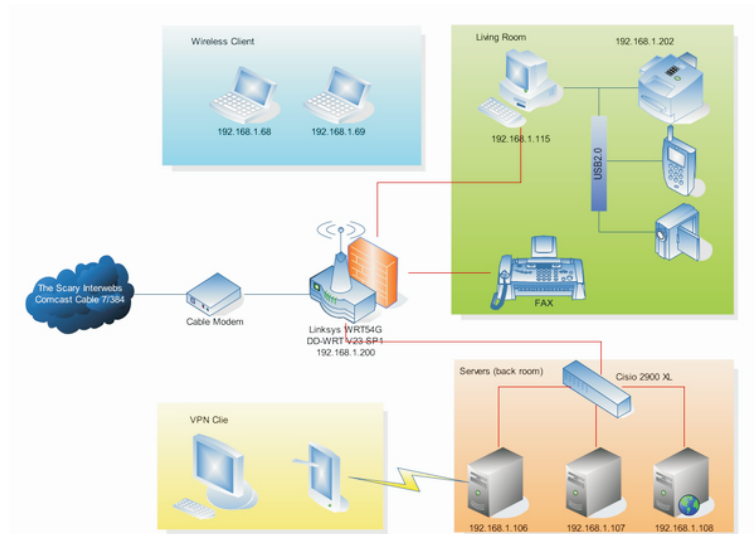 Wireless Client
192.168.1.68
192.168.1.69
Living Room
192.168.1.202
192.168.1.115
USB2.0
FAX
The Scary Interwebs
Comcast Cable 7/384
Cable Modem
Linksys WRT54G
DD-WRT V23 SP1
192.168.1.200
Servers (back room)
Cisio 2900 XL
VPN Clie
192.168.1.106
192.168.1.107
192.168.1.108